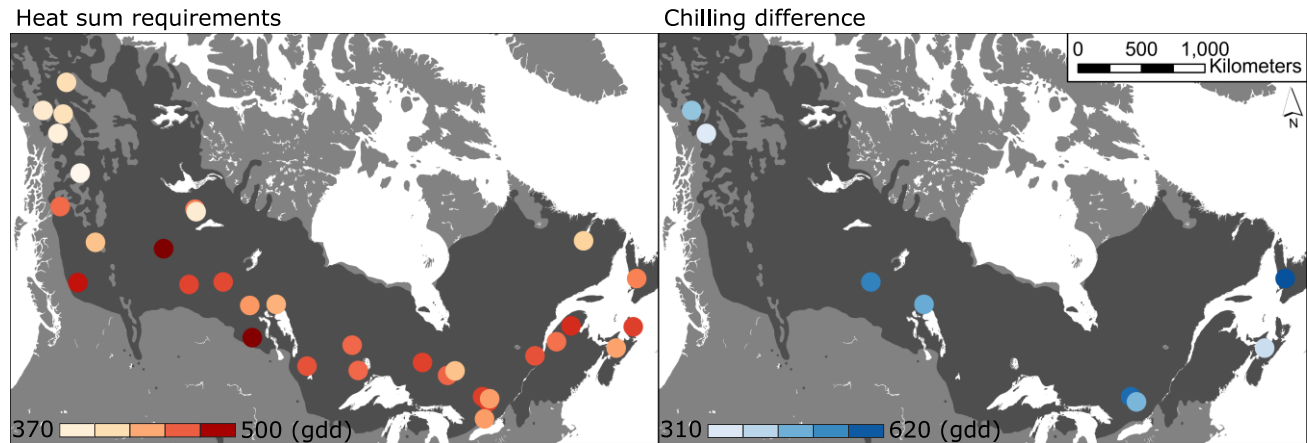 Heat sum requirements
Chilling difference
0 500 1,000
Kilometers
N
370 500 (gdd)
310 620 (gdd)